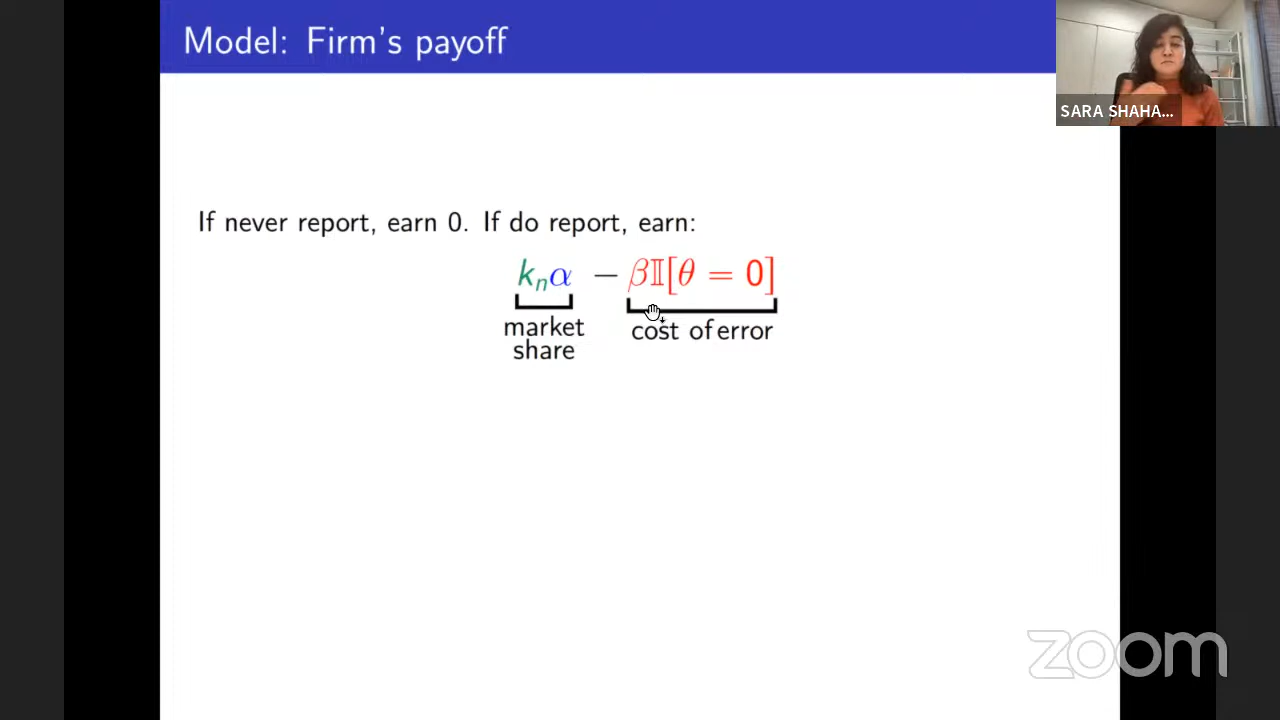 Model: Firm's payoff
SARA SHAHA...
If never report, earn 0. If do report, earn:
kₙα − β𝕀[θ = 0]
market share
cost of error
zoom